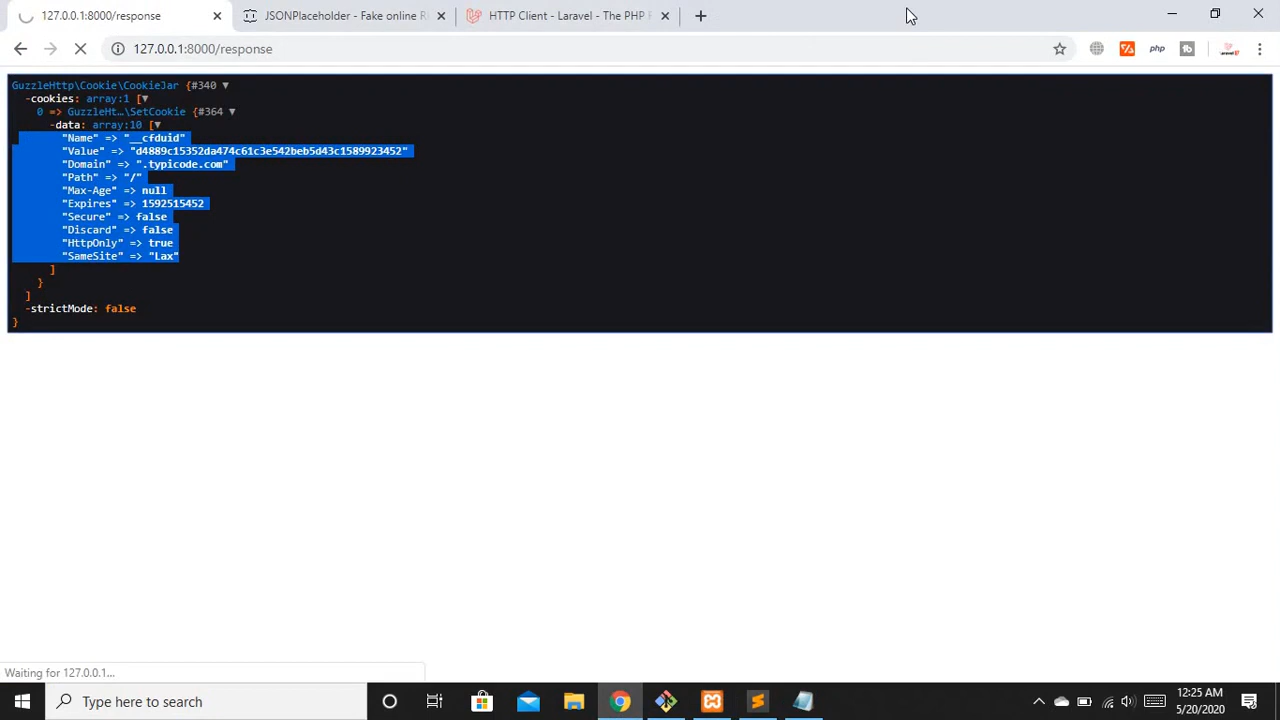 127.0.0.1:8000/response
JSONPlaceholder - Fake online R
HTTP Client - Laravel - The PHP F
127.0.0.1:8000/response
php
GuzzleHttp\Cookie\CookieJar {#340 ▼
-cookies: array:1 [▼
0 => GuzzleHt…\SetCookie {#364 ▼
-data: array:10 [▼
"Name" => "__cfduid"
"Value" => "d4889c15352da474c61c3e542beb5d43c1589923452"
"Domain" => ".typicode.com"
"Path" => "/"
"Max-Age" => null
"Expires" => 1592515452
"Secure" => false
"Discard" => false
"HttpOnly" => true
"SameSite" => "Lax"
]
}
]
-strictMode: false
}
Waiting for 127.0.0.1...
Type here to search
12:25 AM
5/20/2020